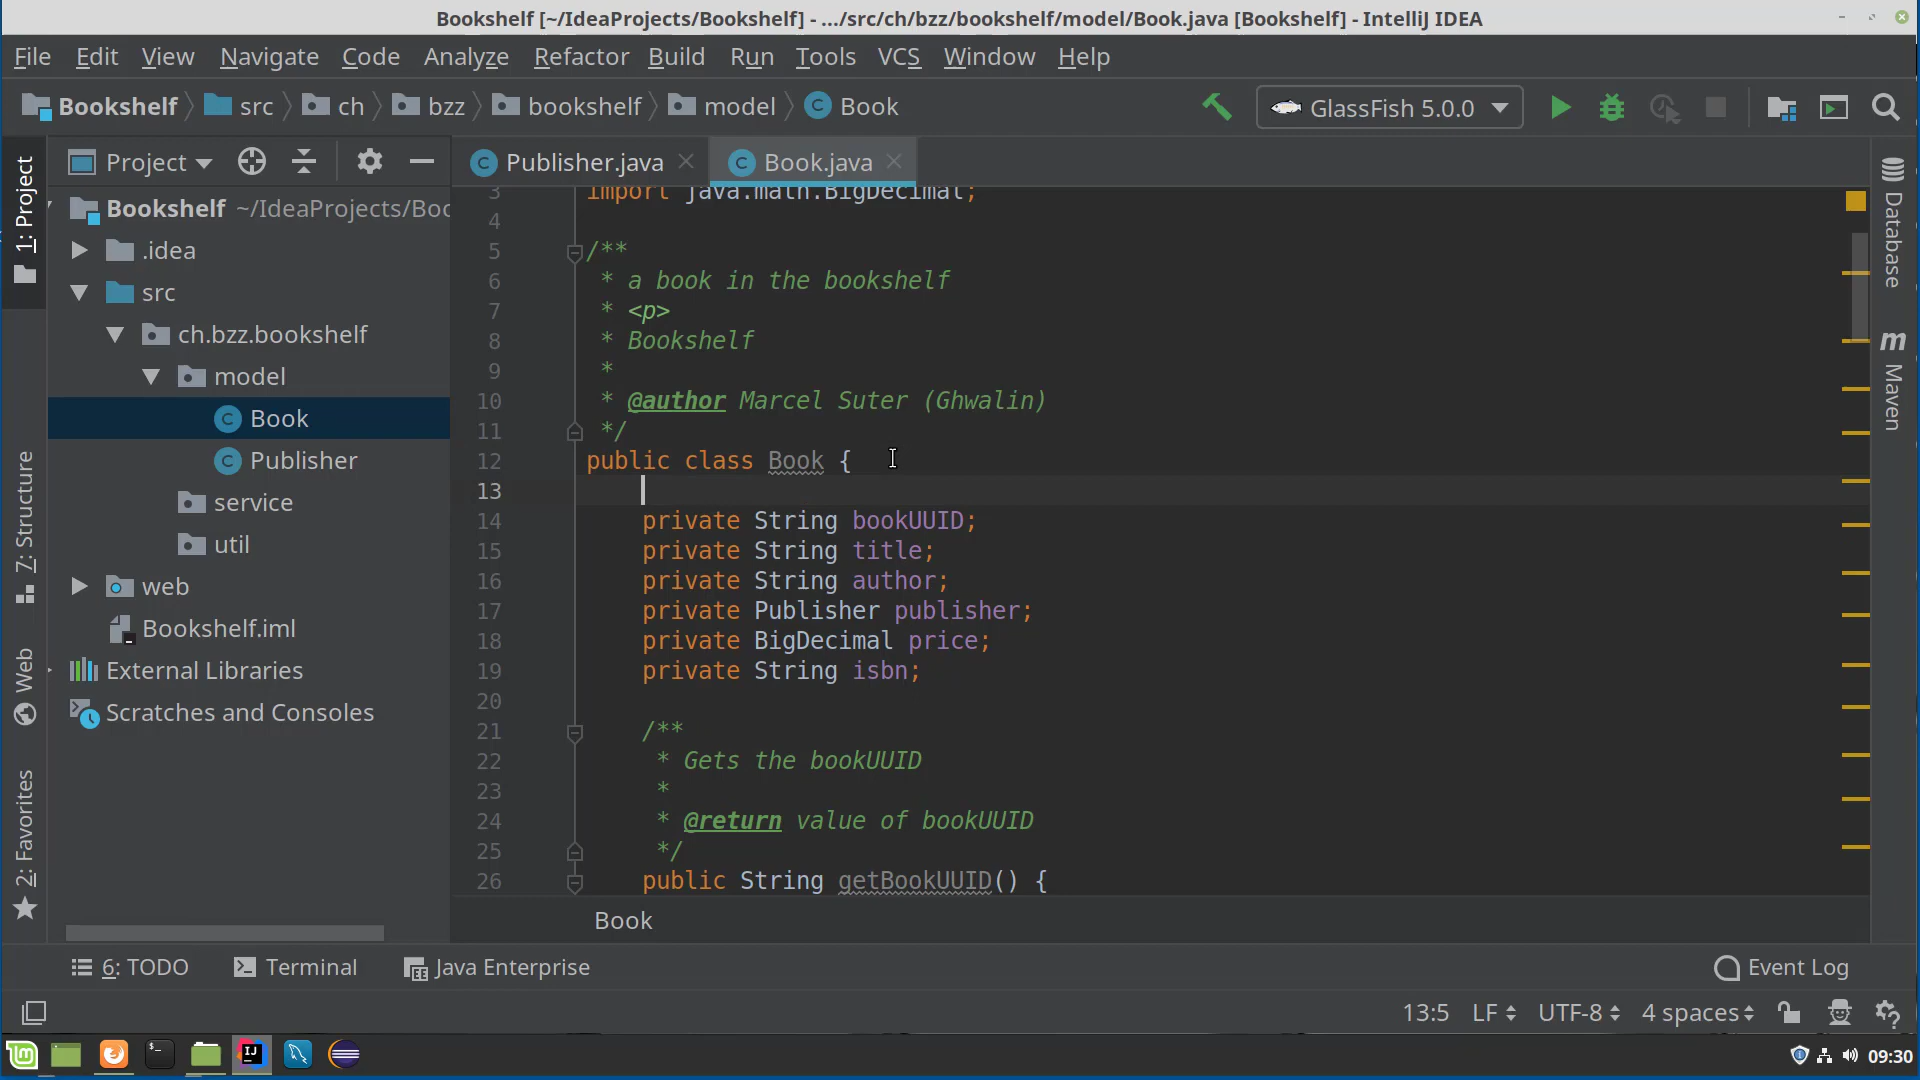 Bookshelf [~/IdeaProjects/Bookshelf] - .../src/ch/bzz/bookshelf/model/Book.java [Bookshelf] - IntelliJ IDEA
File Edit View Navigate Code Analyze Refactor Build Run Tools VCS Window Help
Bookshelf src ch bzz bookshelf model Book GlassFish 5.0.0
Project
Publisher.java Book.java
1: Project
7: Structure
Web
2: Favorites
Bookshelf ~/IdeaProjects/Boo
.idea
src
ch.bzz.bookshelf
model
Book
Publisher
service
util
web
Bookshelf.iml
External Libraries
Scratches and Consoles
3 import java.math.BigDecimal;
4
5 /**
6 * a book in the bookshelf
7 * <p>
8 * Bookshelf
9 *
10 * @author Marcel Suter (Ghwalin)
11 */
12 public class Book {
13
14 private String bookUUID;
15 private String title;
16 private String author;
17 private Publisher publisher;
18 private BigDecimal price;
19 private String isbn;
20
21 /**
22 * Gets the bookUUID
23 *
24 * @return value of bookUUID
25 */
26 public String getBookUUID() {
Book
Database
Maven
6: TODO Terminal Java Enterprise Event Log
13:5 LF UTF-8 4 spaces
09:30